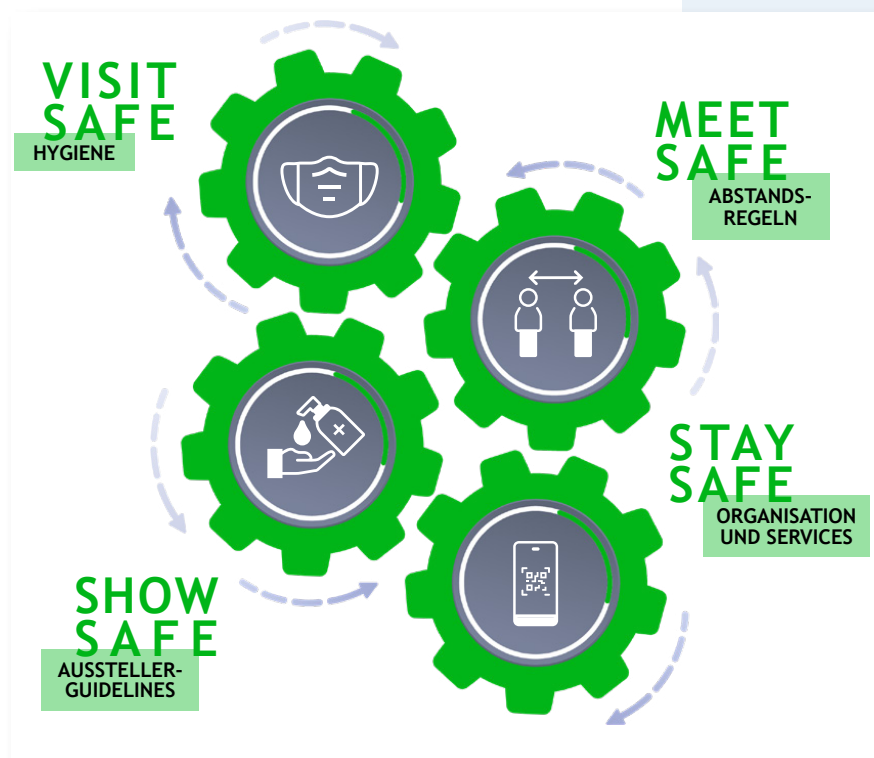 VISIT
SAFE
HYGIENE
MEET
SAFE
ABSTANDS-
REGELN
STAY
SAFE
ORGANISATION
UND SERVICES
SHOW
SAFE
AUSSTELLER-
GUIDELINES